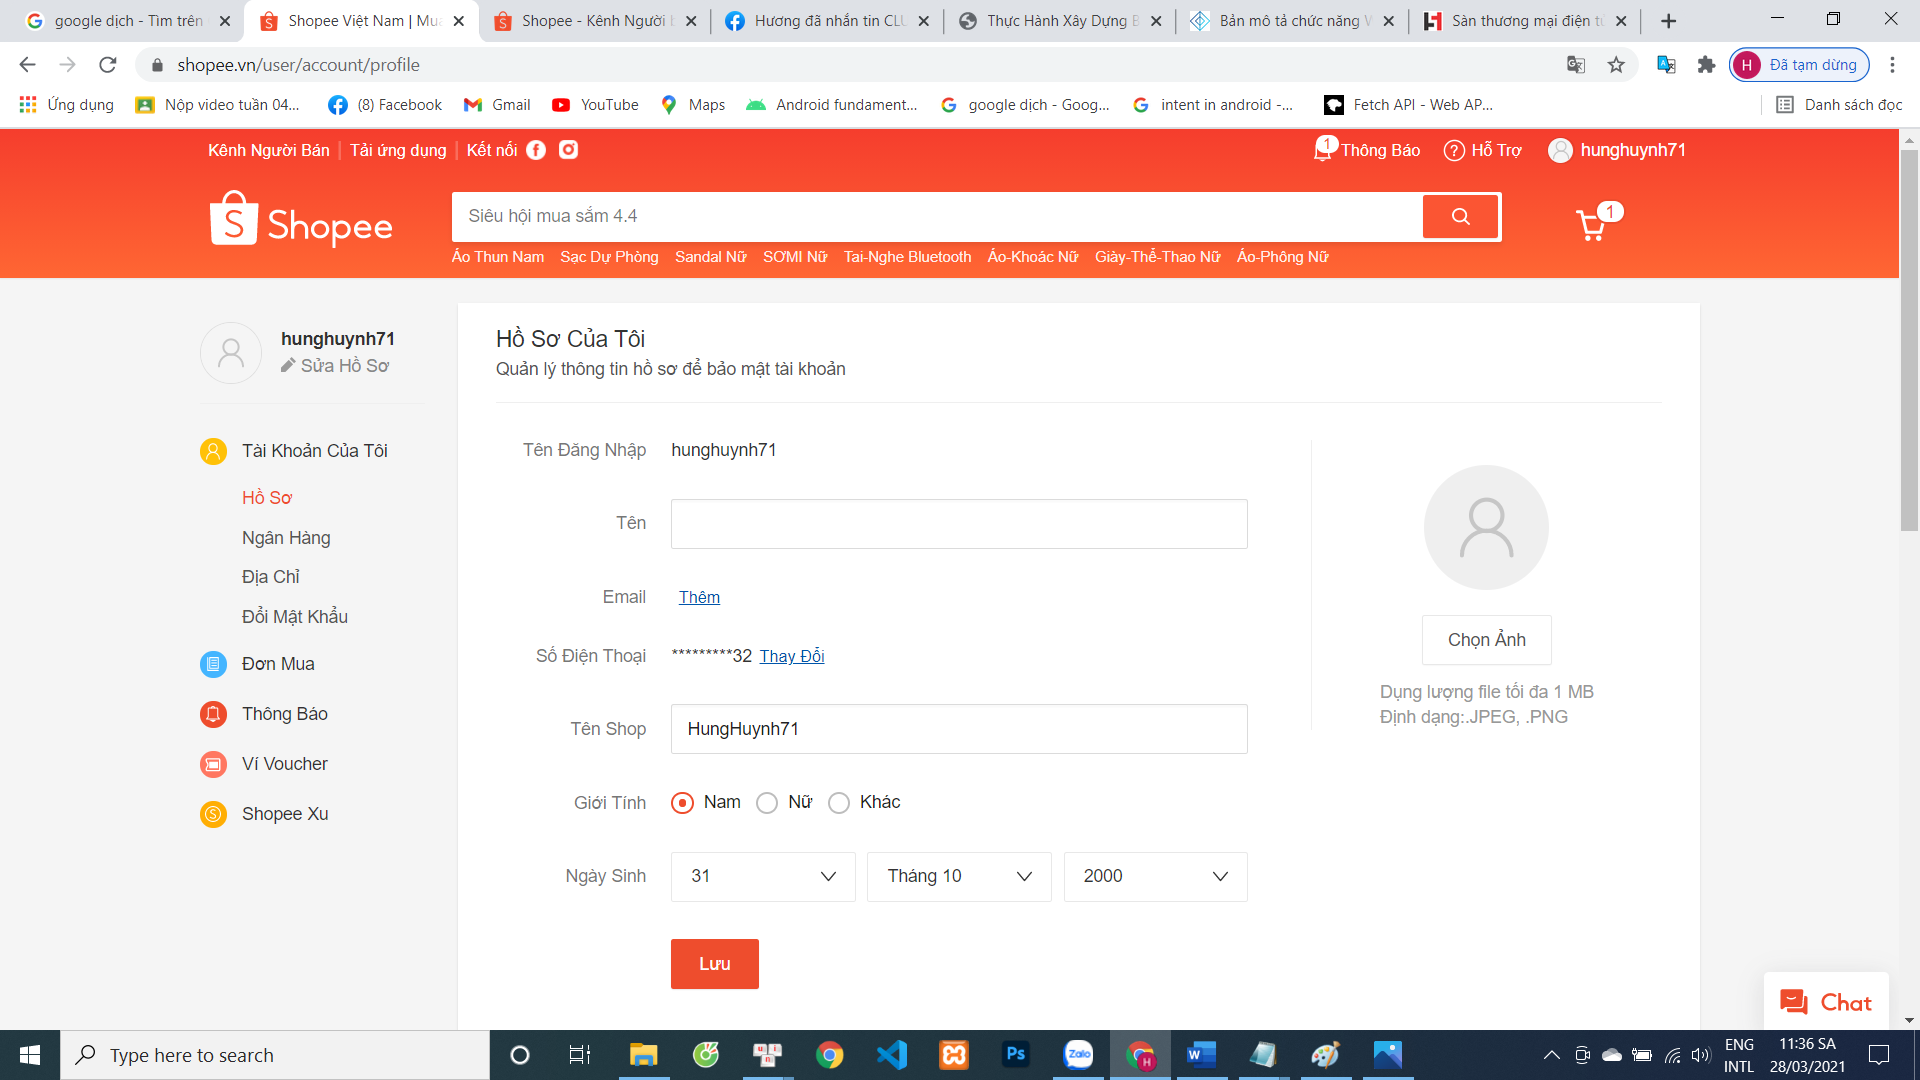 google dịch - Tìm trên
Shopee Việt Nam | Mua
Shopee - Kênh Người b
Hương đã nhắn tin CLU
Thực Hành Xây Dựng B
Bản mô tả chức năng W
Sàn thương mại điện tử
shopee.vn/user/account/profile
H Đã tạm dừng
Ứng dụng
Nộp video tuần 04...
(8) Facebook
Gmail
YouTube
Maps
Android fundament...
google dịch - Goog...
intent in android -...
Fetch API - Web AP...
Danh sách đọc
Kênh Người Bán
Tải ứng dụng
Kết nối
1 Thông Báo
? Hỗ Trợ
hunghuynh71
Shopee
Siêu hội mua sắm 4.4
1
Áo Thun Nam
Sạc Dự Phòng
Sandal Nữ
SƠMI Nữ
Tai-Nghe Bluetooth
Áo-Khoác Nữ
Giày-Thể-Thao Nữ
Áo-Phông Nữ
hunghuynh71
Sửa Hồ Sơ
Tài Khoản Của Tôi
Hồ Sơ
Ngân Hàng
Địa Chỉ
Đổi Mật Khẩu
Đơn Mua
Thông Báo
Ví Voucher
Shopee Xu
Hồ Sơ Của Tôi
Quản lý thông tin hồ sơ để bảo mật tài khoản
Tên Đăng Nhập hunghuynh71
Tên
Email Thêm
Số Điện Thoại *********32 Thay Đổi
Tên Shop HungHuynh71
Giới Tính Nam Nữ Khác
Ngày Sinh 31 Tháng 10 2000
Lưu
Chọn Ảnh
Dụng lượng file tối đa 1 MB
Định dạng:.JPEG, .PNG
Chat
Type here to search
Ps
Zalo
H
ENG
INTL
11:36 SA
28/03/2021